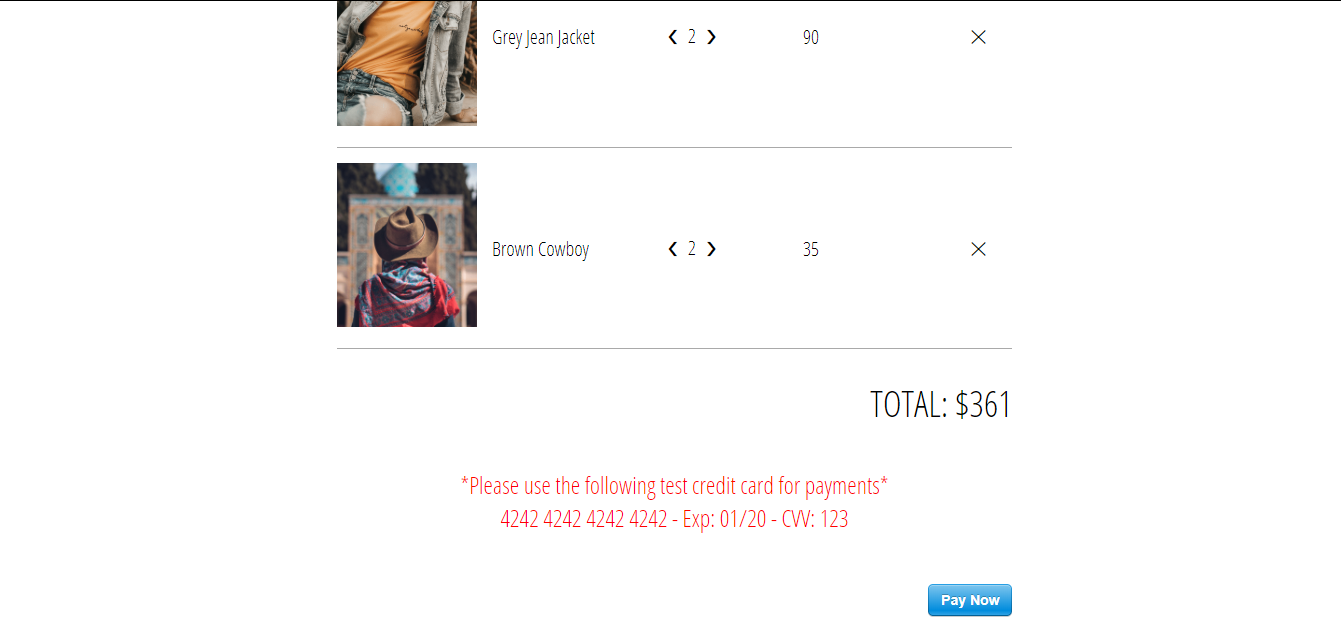 Grey Jean Jacket ❮ 2 ❯ 90 ✕
Brown Cowboy ❮ 2 ❯ 35 ✕
TOTAL: $361
*Please use the following test credit card for payments*
4242 4242 4242 4242 - Exp: 01/20 - CVV: 123
Pay Now